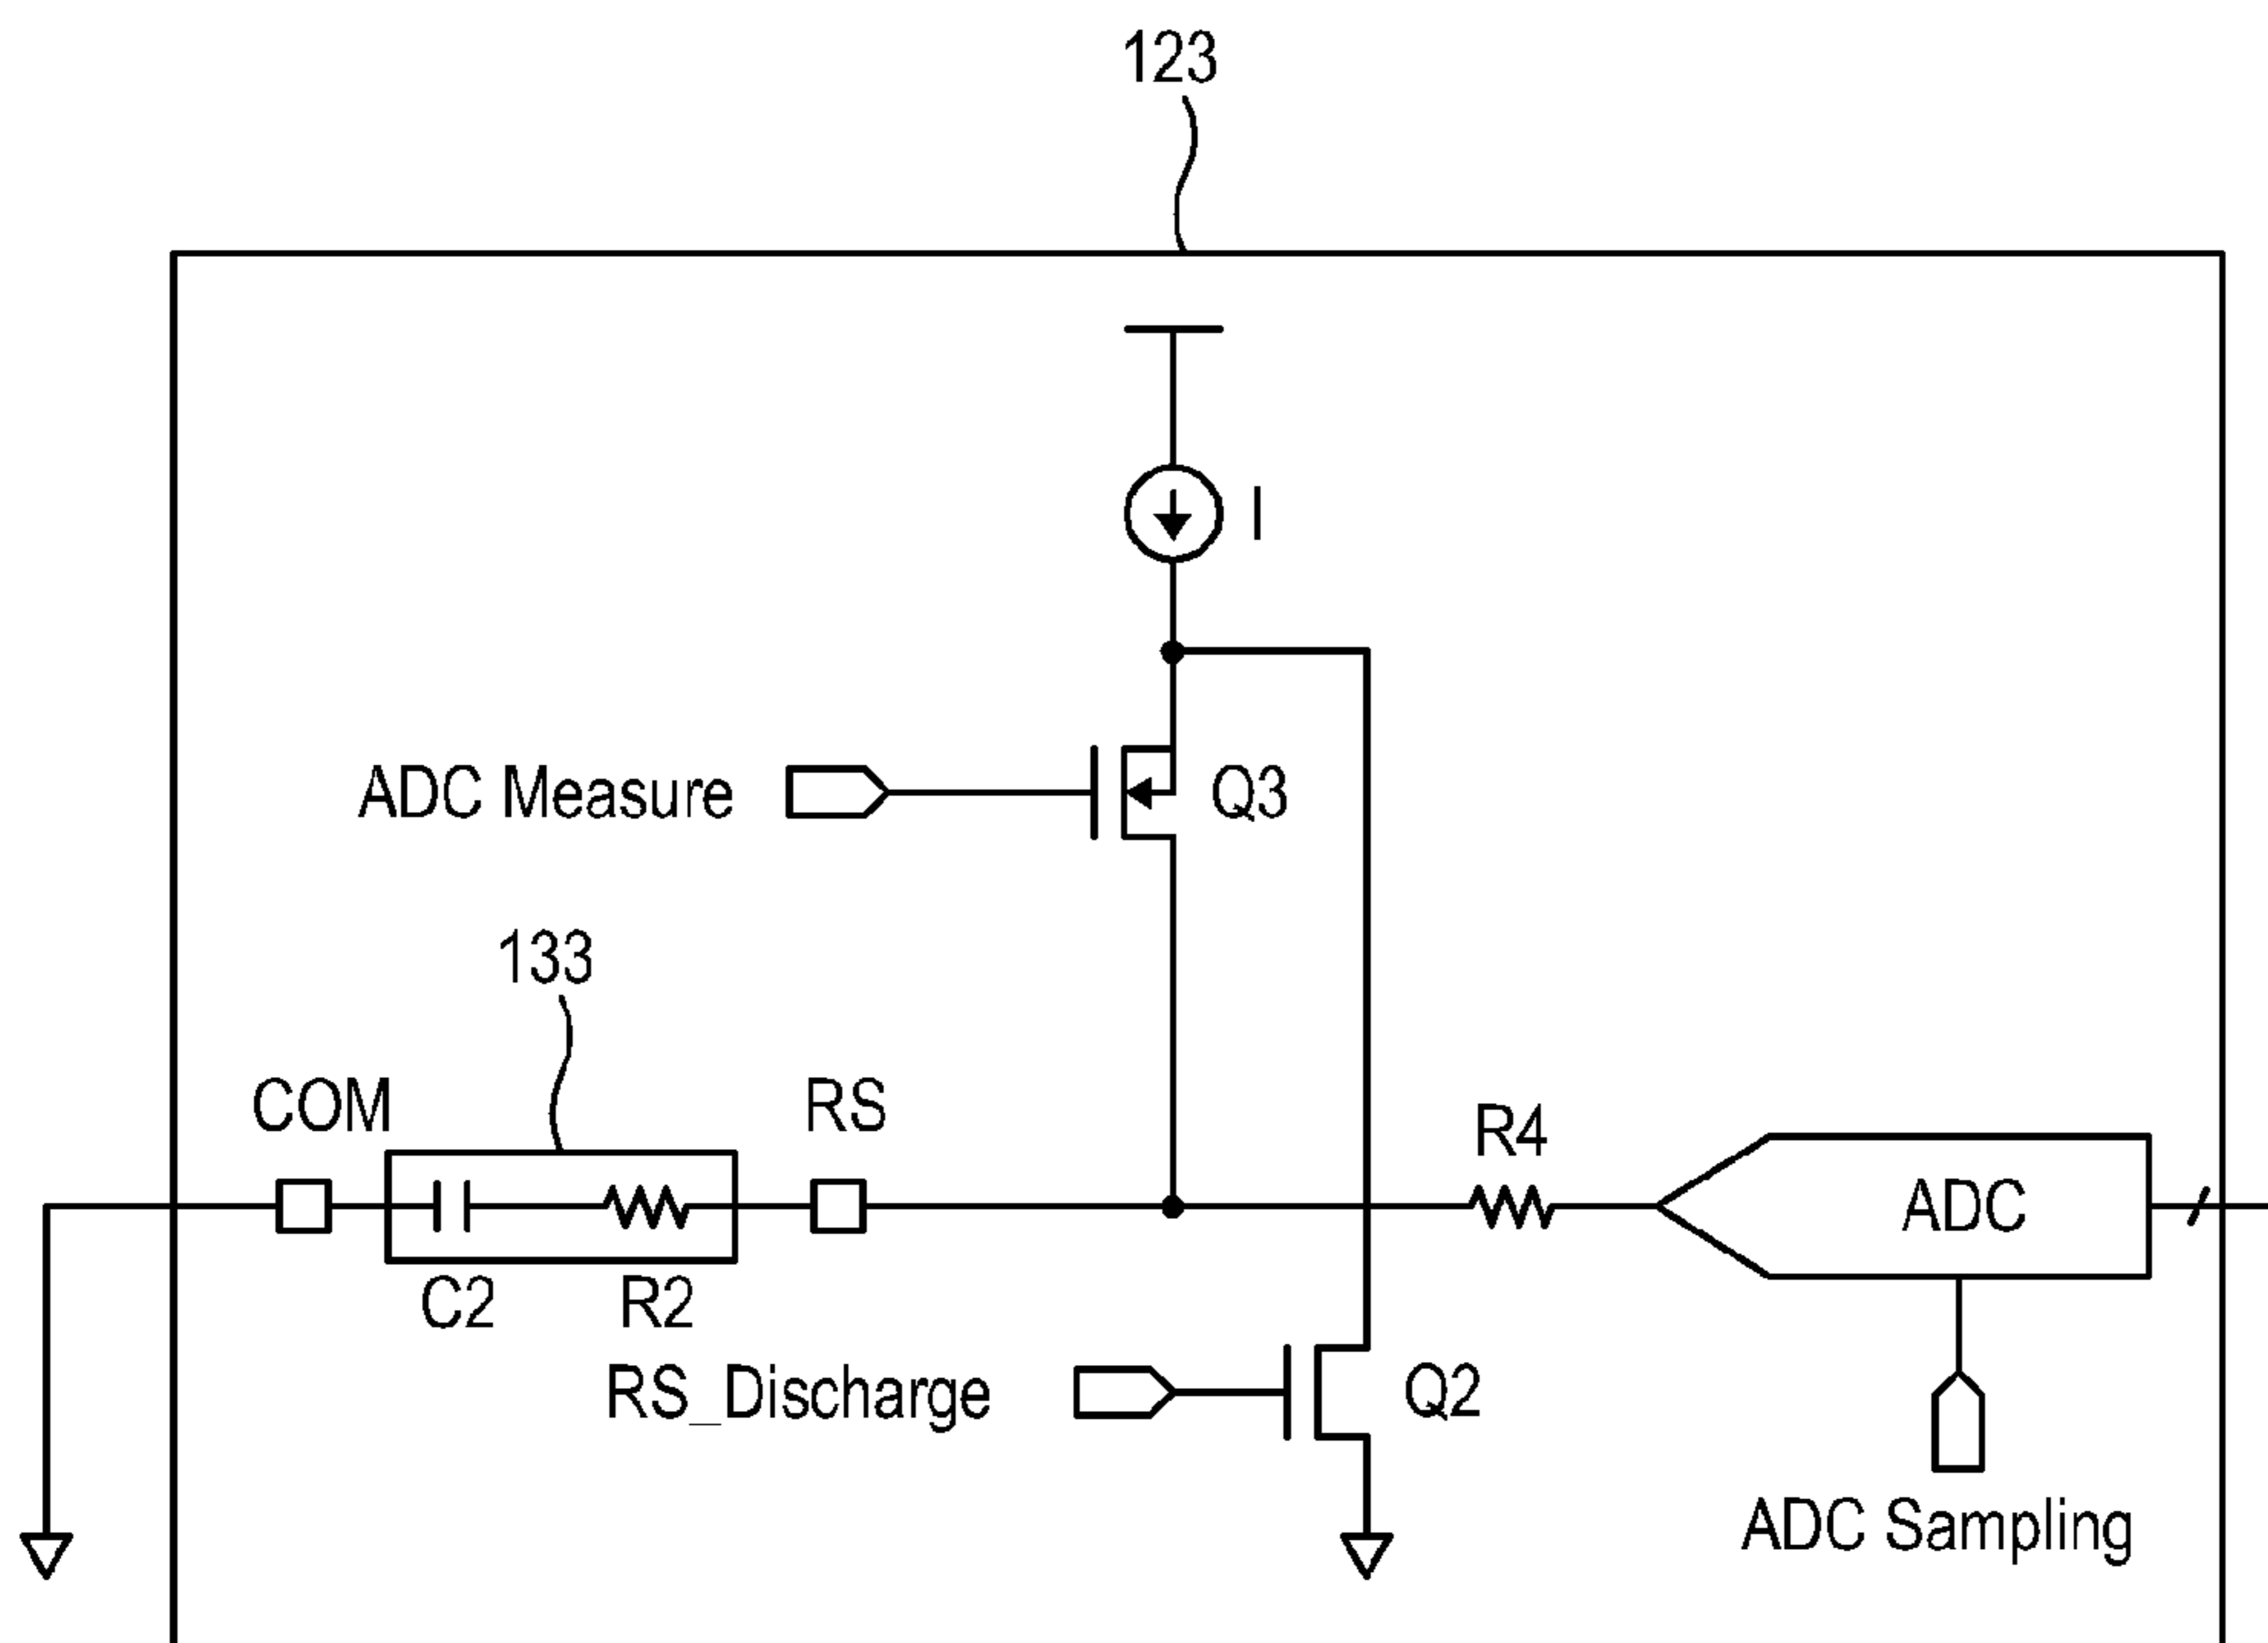 123
I
ADC Measure
Q3
133
COM
RS
R4
ADC
C2
R2
RS_Discharge
Q2
ADC Sampling